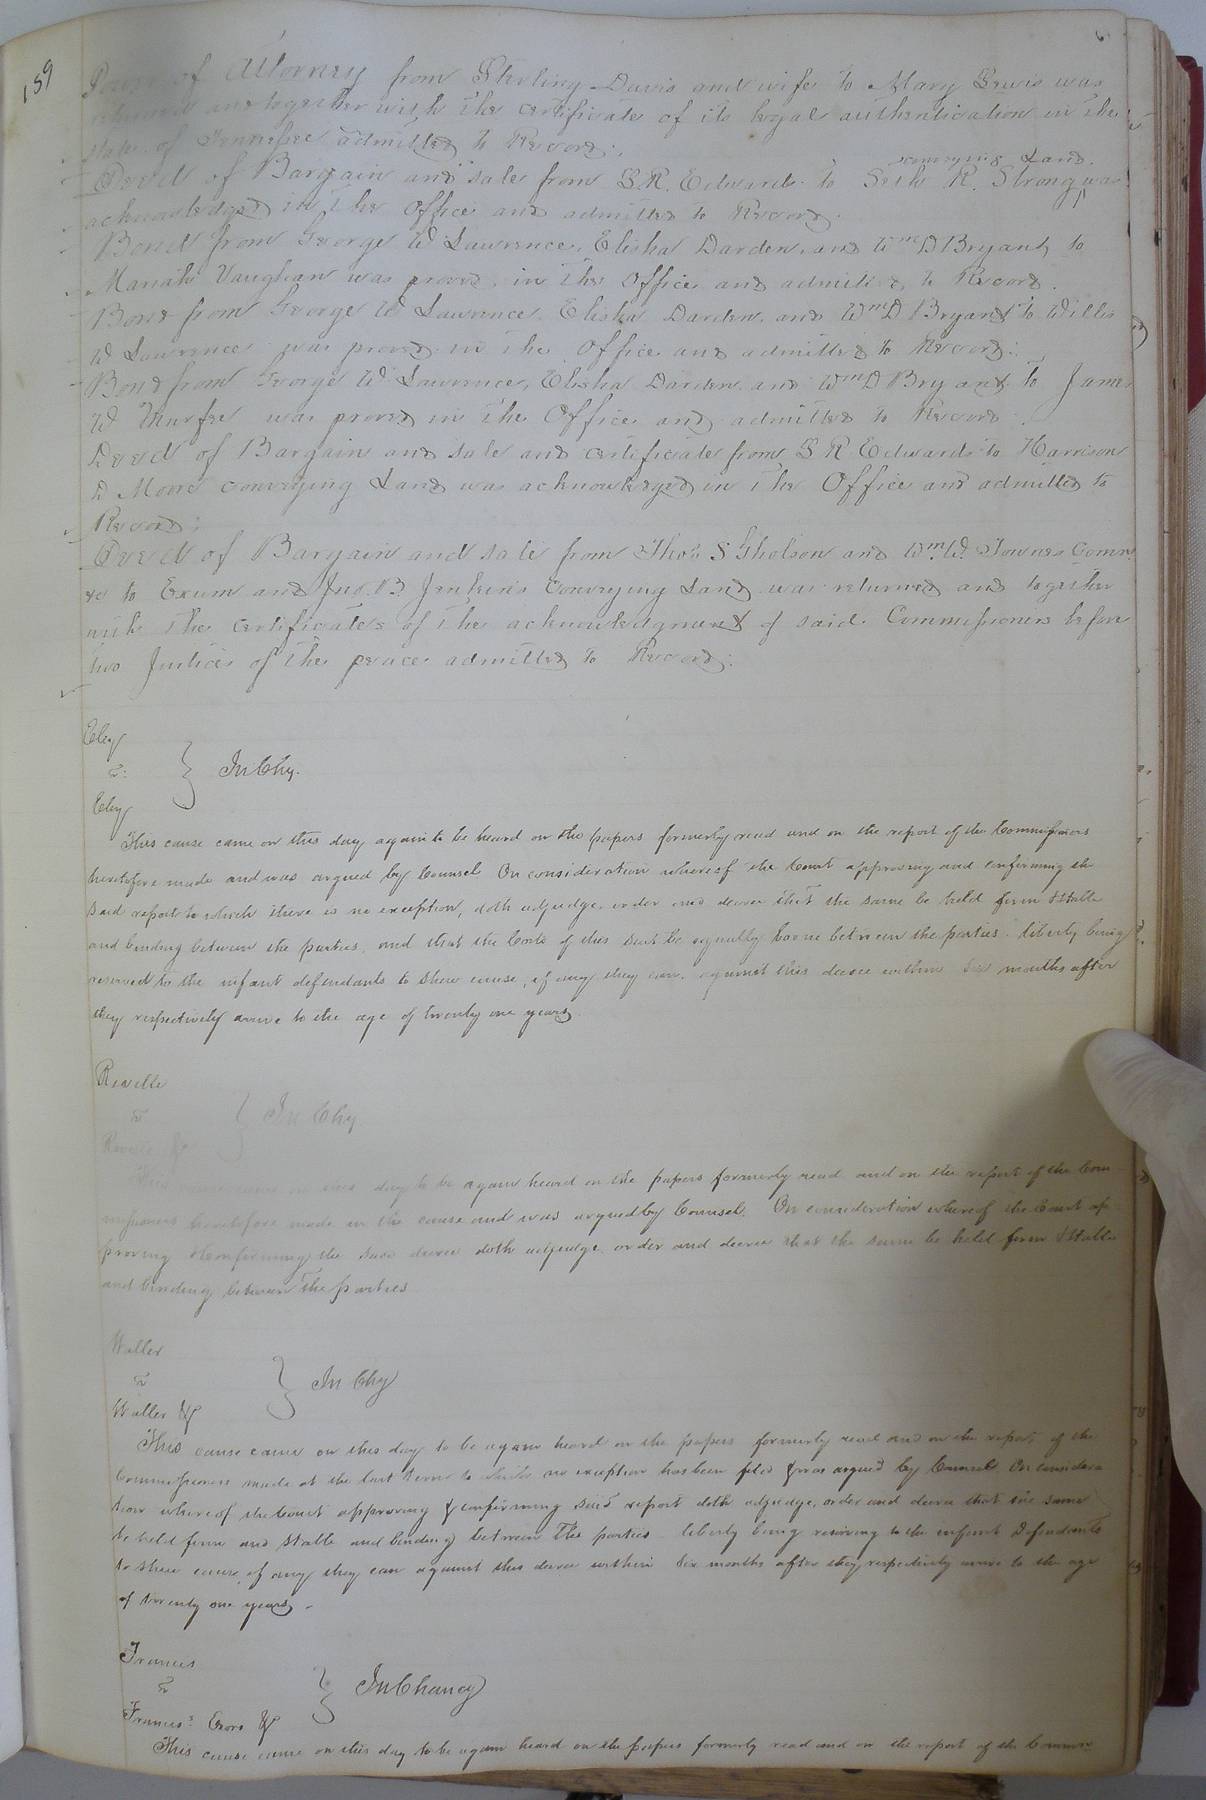 159
Power of Attorney from Sterling Davis and wife to Mary Lewis was
returned and together with the certificate of its legal authentication in the
state of Tennessee admitted to Record.
conveying Land
Deed of Bargain and sale from S. R. Edwards to Seth R. Strong was
acknowledged in the Office and admitted to Record.
Bond from George W Lawrence, Elisha Darden, and Wm D Bryant, to
Mariah Vaughan was proved in the Office and admitted to Record.
Bond from George W Lawrence, Elisha Darden, and Wm D Bryant to Willis
W Lawrence was proved in the Office and admitted to Record:
Bond from George W Lawrence, Elisha Darden and Wm D Bryant to James
W Murfee was proved in the Office and admitted to Record
Deed of Bargain and sale and certificate from S R Edwards to Harrison
D Moore conveying Land was acknowledged in the Office and admitted to
Record:
Deed of Bargain and sale from Thos. S Gholson and Wm. W. Townes Comrs.
&c to Exum and Jno. B. Jenkins Conveying Land was returned and together
with the certificates of the acknowledgment of said Commissioners before
two Justices of the peace admitted to Record:
Eley
v:
} In Chy.
Eley
This cause came on this day again to be heard on the papers formerly read and on the report of the Commissioners
heretofore made and was argued by Counsel. On consideration whereof the Court approving and confirming the
said report to which there is no exception, doth adjudge, order and decree that the same be held firm & stable
and binding between the parties, and that the Costs of this suit be equally borne between the parties. liberty being
reserved to the infant defendants to shew cause, if any they can, against this decree within six months after
they respectively arrive to the age of twenty one years.
Reville
v
} In Chy
Reville &c
This cause came on this day to be again heard on the papers formerly read and on the report of the Com-
missioners heretofore made in the cause and was argued by Counsel. On consideration whereof the Court ap-
proving & Confirming the said decree doth adjudge, order and decree that the same be held firm & stable
and binding between the parties
Waller
v
} In Chy
Waller &c
This cause came on this day to be again heard on the papers formerly read and on the report of the
Commissioners made at the last term to which no exception has been filed & was argued by Counsel. On considera
tion whereof the Court approving & confirming said report doth adjudge, order and decree that the same
be held firm and stable and binding between the parties liberty being reserving to the infant Defendants
to shew cause, if any they can against this decree within six months after they respectively arrive to the age
of twenty one years -
Francis
v
} In Chancy
Francis' Exors &c
This cause came on this day to be again heard on the papers formerly read and on the report of the Commrs